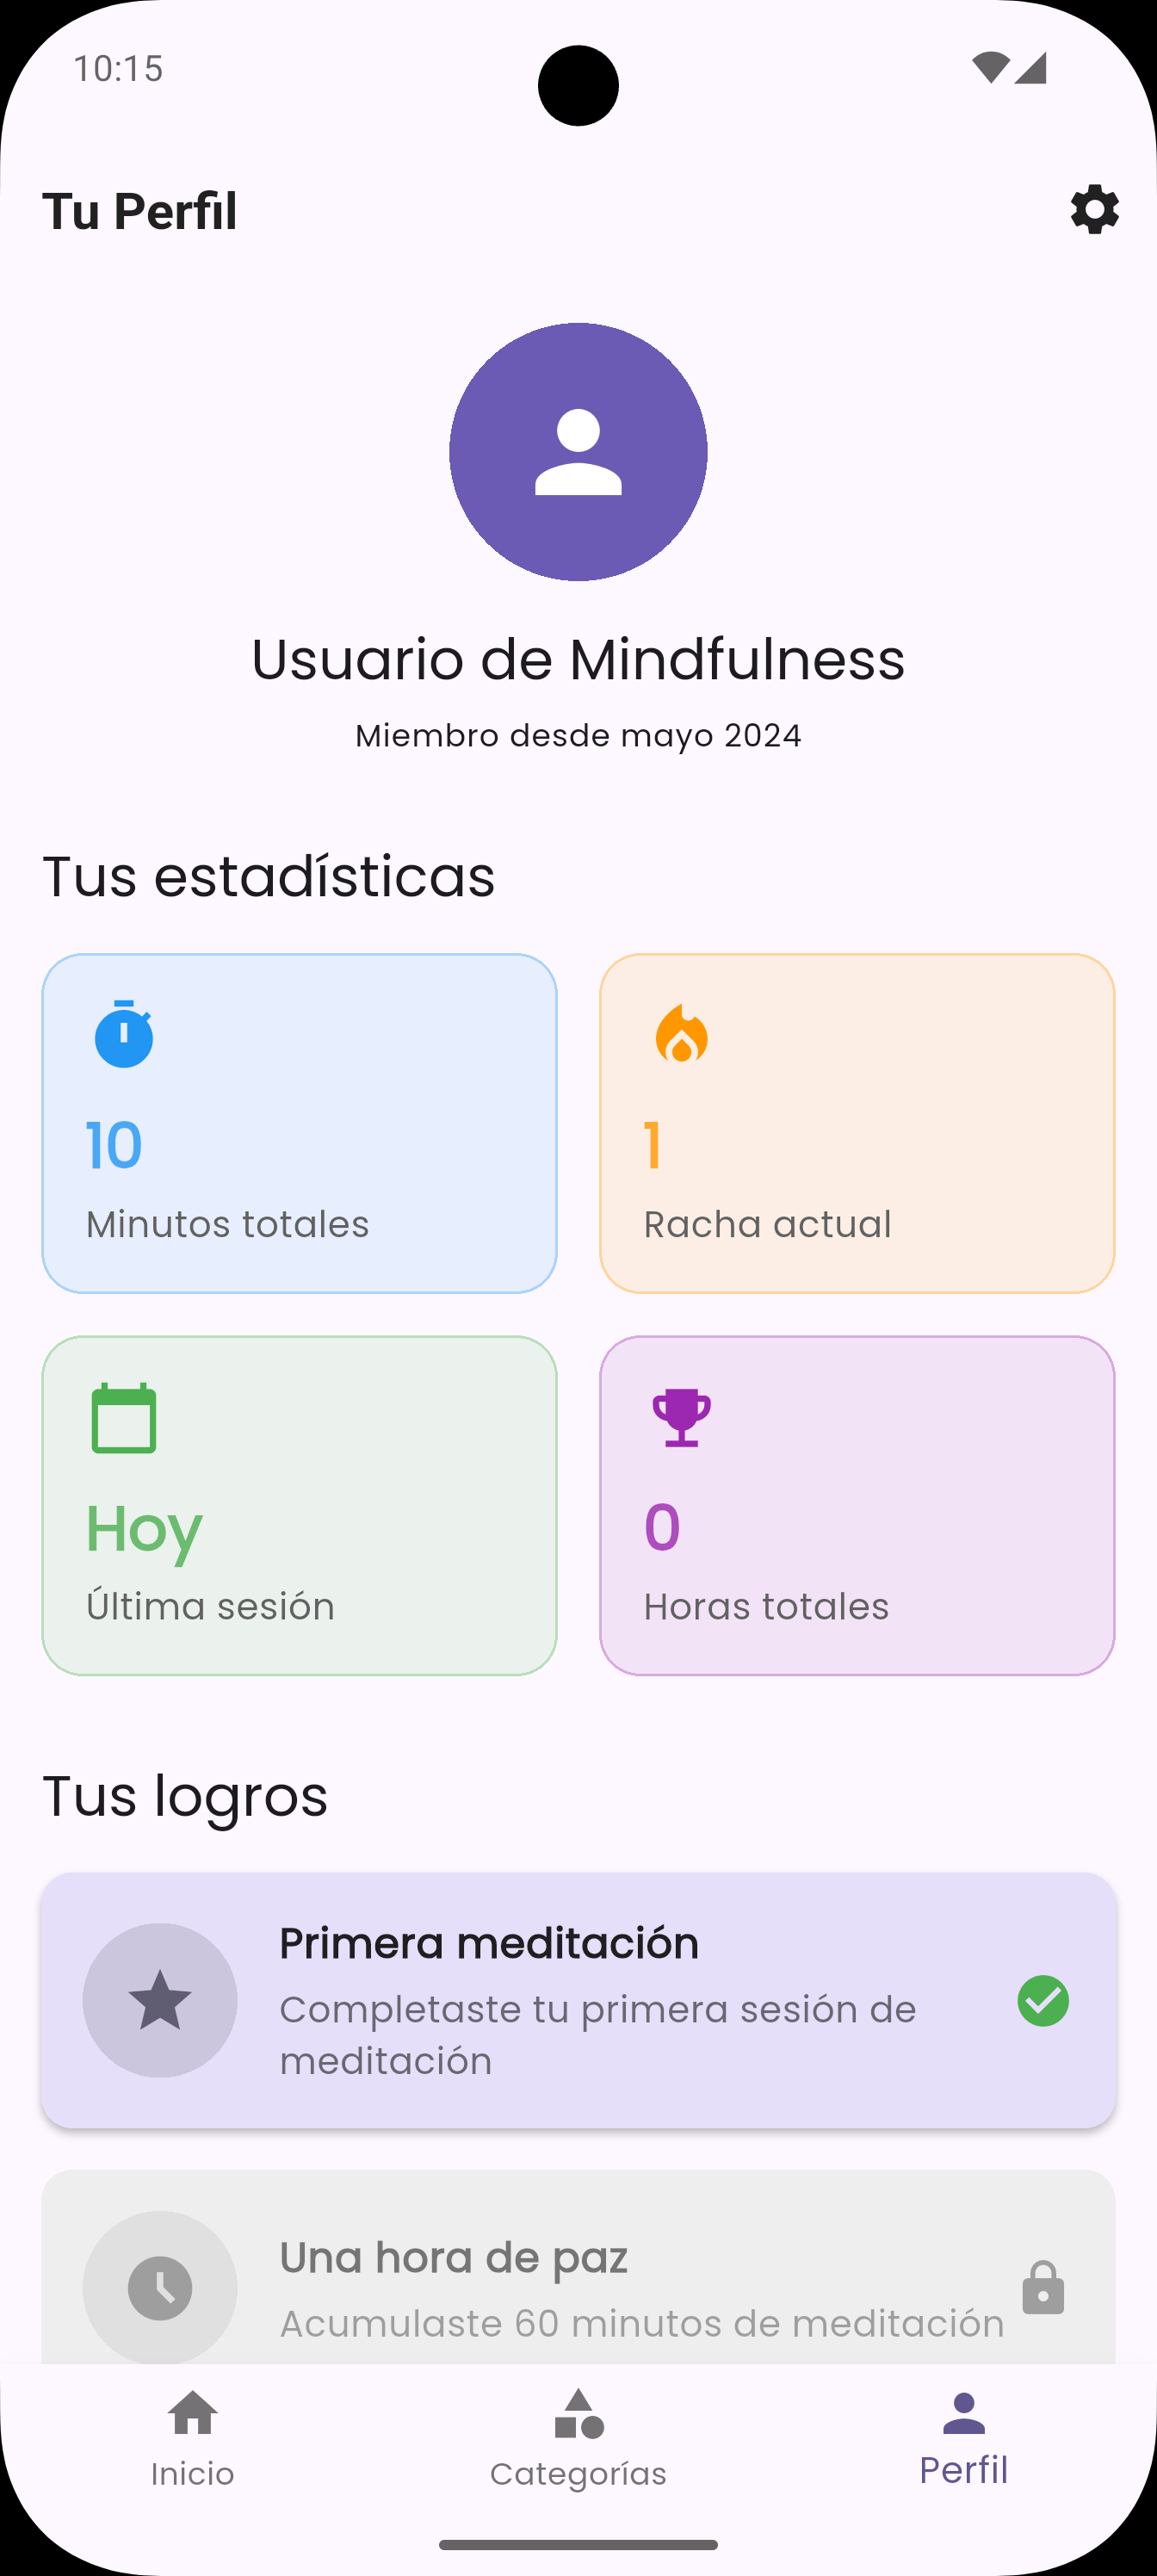 10:15
Tu Perfil
Usuario de Mindfulness
Miembro desde mayo 2024
Tus estadísticas
10
Minutos totales
1
Racha actual
Hoy
Última sesión
0
Horas totales
Tus logros
Primera meditación
Completaste tu primera sesión de
meditación
Una hora de paz
Acumulaste 60 minutos de meditación
Inicio
Categorías
Perfil